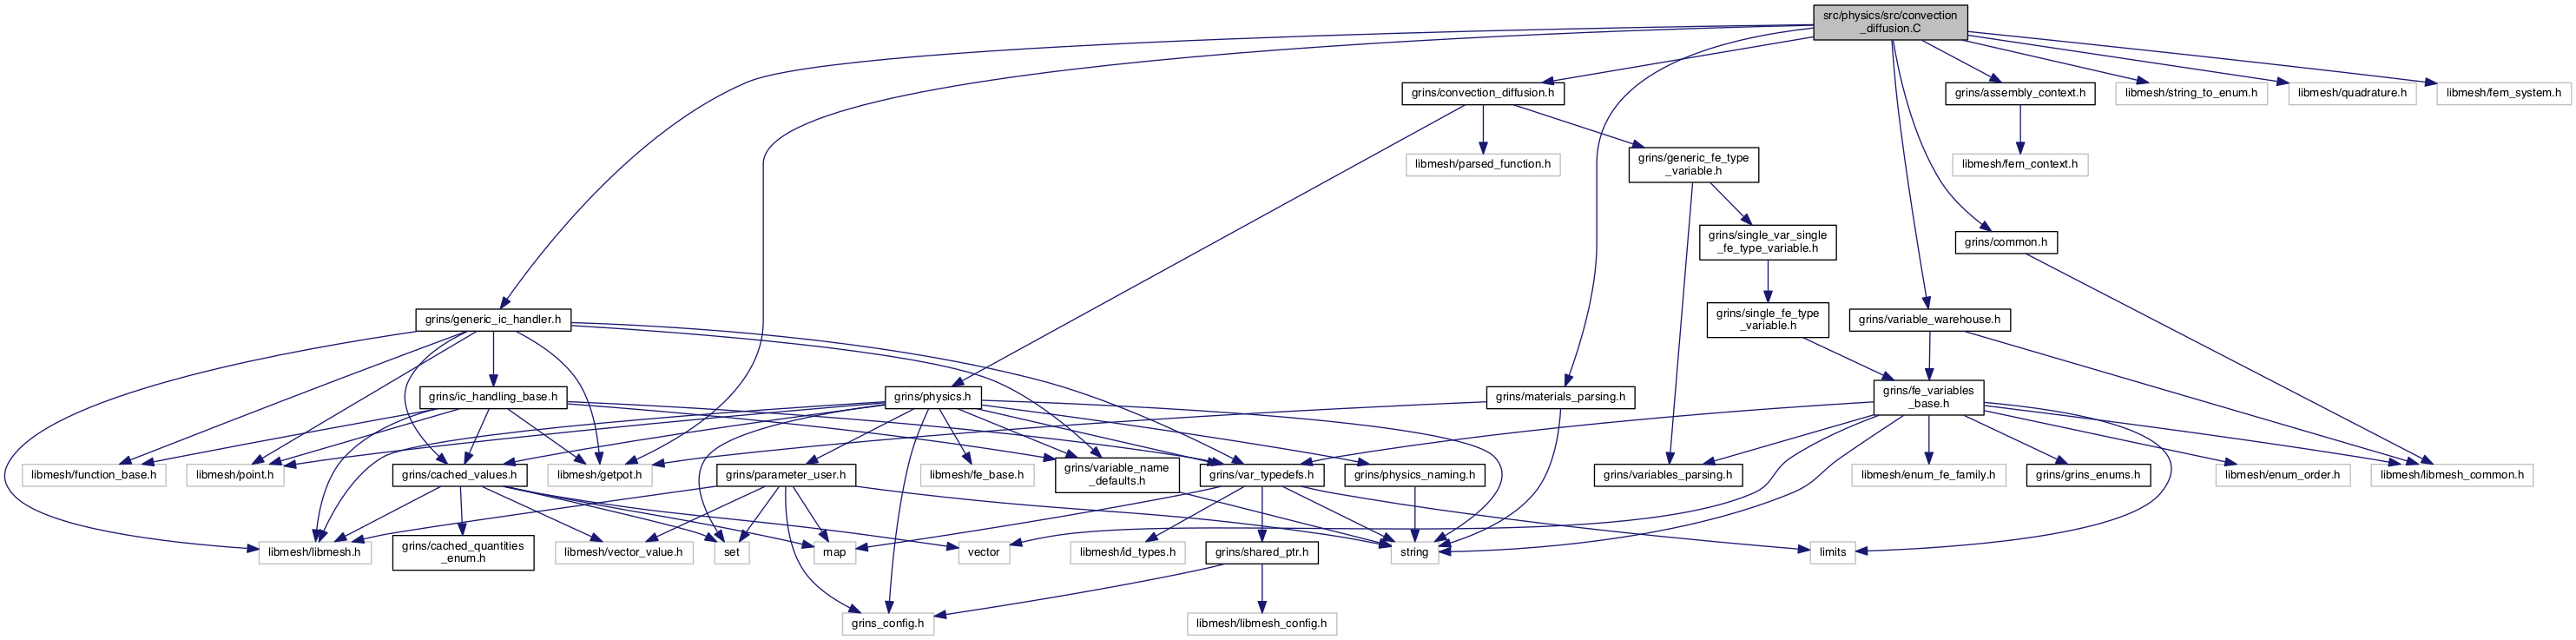 src/physics/src/convection
_diffusion.C
grins/convection_diffusion.h
grins/assembly_context.h
libmesh/string_to_enum.h
libmesh/quadrature.h
libmesh/fem_system.h
libmesh/parsed_function.h
grins/generic_fe_type
_variable.h
libmesh/fem_context.h
grins/single_var_single
_fe_type_variable.h
grins/common.h
grins/generic_ic_handler.h
grins/single_fe_type
_variable.h
grins/variable_warehouse.h
grins/ic_handling_base.h
grins/physics.h
grins/materials_parsing.h
grins/fe_variables
_base.h
libmesh/function_base.h
libmesh/point.h
grins/cached_values.h
libmesh/getpot.h
grins/parameter_user.h
libmesh/fe_base.h
grins/variable_name
_defaults.h
grins/var_typedefs.h
grins/physics_naming.h
grins/variables_parsing.h
libmesh/enum_fe_family.h
grins/grins_enums.h
libmesh/enum_order.h
libmesh/libmesh_common.h
libmesh/libmesh.h
grins/cached_quantities
_enum.h
libmesh/vector_value.h
set
map
vector
libmesh/id_types.h
grins/shared_ptr.h
string
limits
grins_config.h
libmesh/libmesh_config.h